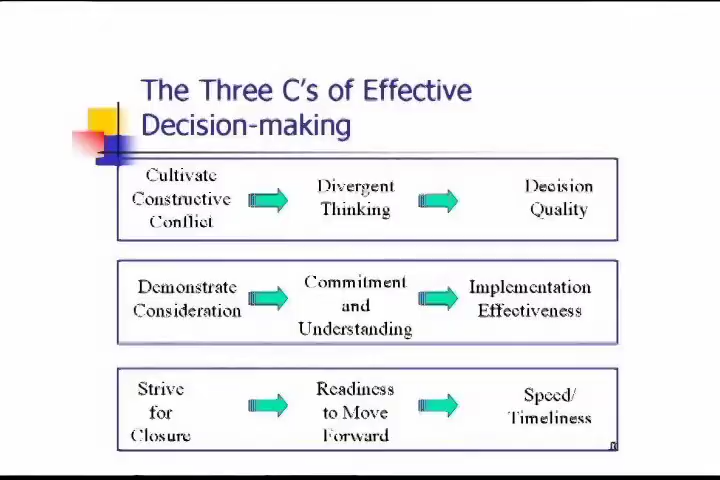 The Three C's of Effective
Decision-making
Cultivate
Constructive
Conflict
Divergent
Thinking
Decision
Quality
Demonstrate
Consideration
Commitment
and
Understanding
Implementation
Effectiveness
Strive
for
Closure
Readiness
to Move
Forward
Speed/
Timeliness